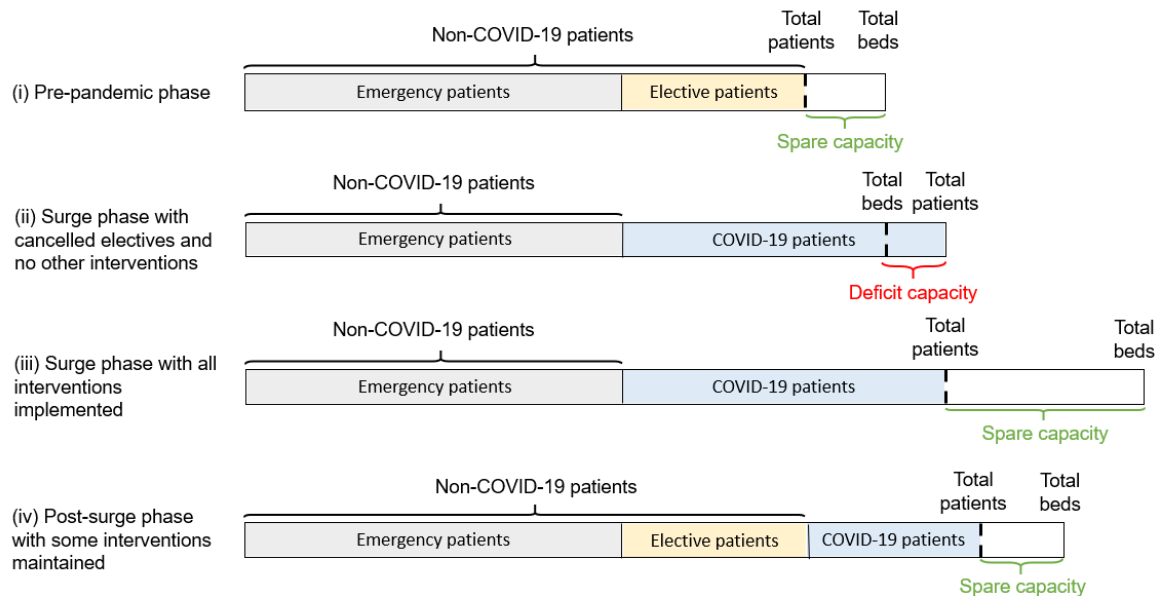 Non-COVID-19 patients
Total
patients
Total
beds
(i) Pre-pandemic phase
Emergency patients
Elective patients
Spare capacity
Non-COVID-19 patients
Total
beds
Total
patients
(ii) Surge phase with
cancelled electives and
no other interventions
Emergency patients
COVID-19 patients
Deficit capacity
Non-COVID-19 patients
Total
patients
Total
beds
(iii) Surge phase with all
interventions
implemented
Emergency patients
COVID-19 patients
Spare capacity
Non-COVID-19 patients
Total
patients
Total
beds
(iv) Post-surge phase
with some interventions
maintained
Emergency patients
Elective patients
COVID-19 patients
Spare capacity